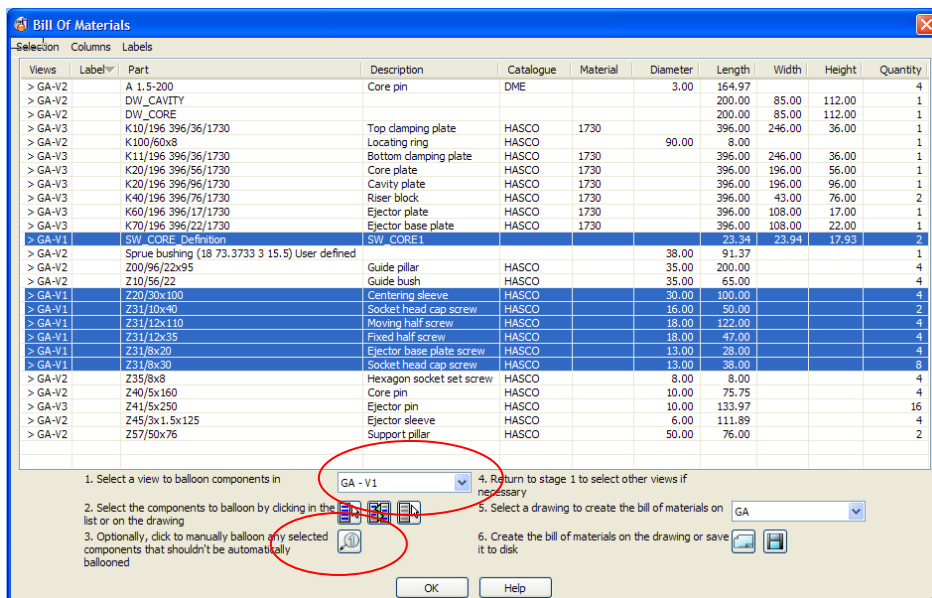 Bill Of Materials
Selection Columns Labels
Views Label Part Description Catalogue Material Diameter Length Width Height Quantity
> GA-V2 A 1.5-200 Core pin DME 3.00 164.97 4
> GA-V2 DW_CAVITY 200.00 85.00 112.00 1
> GA-V2 DW_CORE 200.00 85.00 112.00 1
> GA-V3 K10/196 396/36/1730 Top clamping plate HASCO 1730 396.00 246.00 36.00 1
> GA-V2 K100/60x8 Locating ring HASCO 90.00 8.00 1
> GA-V3 K11/196 396/36/1730 Bottom clamping plate HASCO 1730 396.00 246.00 36.00 1
> GA-V3 K20/196 396/56/1730 Core plate HASCO 1730 396.00 196.00 56.00 1
> GA-V3 K20/196 396/96/1730 Cavity plate HASCO 1730 396.00 196.00 96.00 1
> GA-V3 K40/196 396/76/1730 Riser block HASCO 1730 396.00 43.00 76.00 2
> GA-V3 K60/196 396/17/1730 Ejector plate HASCO 1730 396.00 108.00 17.00 1
> GA-V3 K70/196 396/22/1730 Ejector base plate HASCO 1730 396.00 108.00 22.00 1
> GA-V1 SW_CORE_Definition SW_CORE1 23.34 23.94 17.93 2
> GA-V2 Sprue bushing (18 73.3733 3 15.5) User defined 38.00 91.37 1
> GA-V2 Z00/96/22x95 Guide pillar HASCO 35.00 200.00 4
> GA-V2 Z10/56/22 Guide bush HASCO 35.00 65.00 4
> GA-V1 Z20/30x100 Centering sleeve HASCO 30.00 100.00 4
> GA-V1 Z31/10x40 Socket head cap screw HASCO 16.00 50.00 2
> GA-V1 Z31/12x110 Moving half screw HASCO 18.00 122.00 4
> GA-V1 Z31/12x35 Fixed half screw HASCO 18.00 47.00 4
> GA-V1 Z31/8x20 Ejector base plate screw HASCO 13.00 28.00 4
> GA-V1 Z31/8x30 Socket head cap screw HASCO 13.00 38.00 8
> GA-V2 Z35/8x8 Hexagon socket set screw HASCO 8.00 8.00 4
> GA-V2 Z40/5x160 Core pin HASCO 10.00 75.75 4
> GA-V3 Z41/5x250 Ejector pin HASCO 10.00 133.97 16
> GA-V2 Z45/3x1.5x125 Ejector sleeve HASCO 6.00 111.89 4
> GA-V2 Z57/50x76 Support pillar HASCO 50.00 76.00 2
1. Select a view to balloon components in
GA - V1
2. Select the components to balloon by clicking in the
list or on the drawing
3. Optionally, click to manually balloon any selected
components that shouldn't be automatically
ballooned
4. Return to stage 1 to select other views if
necessary
5. Select a drawing to create the bill of materials on
GA
6. Create the bill of materials on the drawing or save
it to disk
OK Help